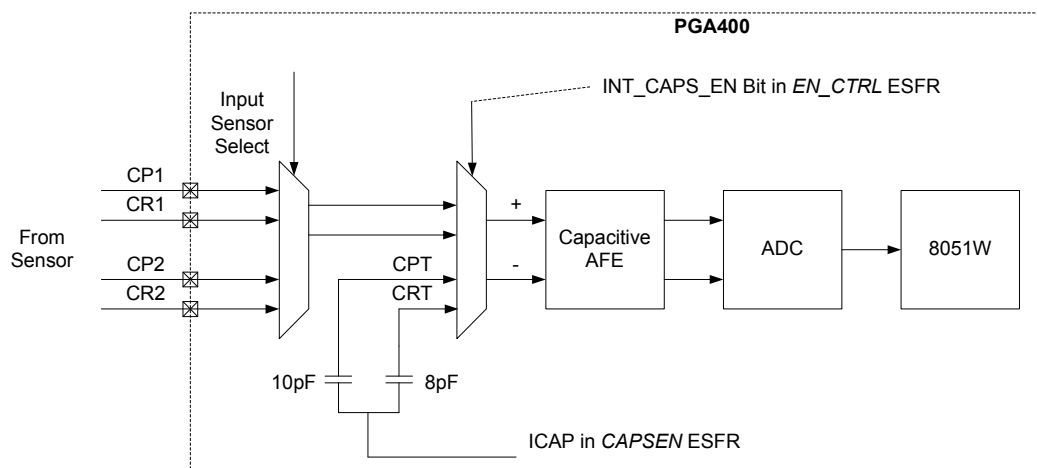 PGA400
INT_CAPS_EN Bit in EN_CTRL ESFR
Input
Sensor
Select
CP1
CR1
From
Sensor
CP2
CR2
+
-
CPT
CRT
Capacitive
AFE
ADC
8051W
10pF
8pF
ICAP in CAPSEN ESFR